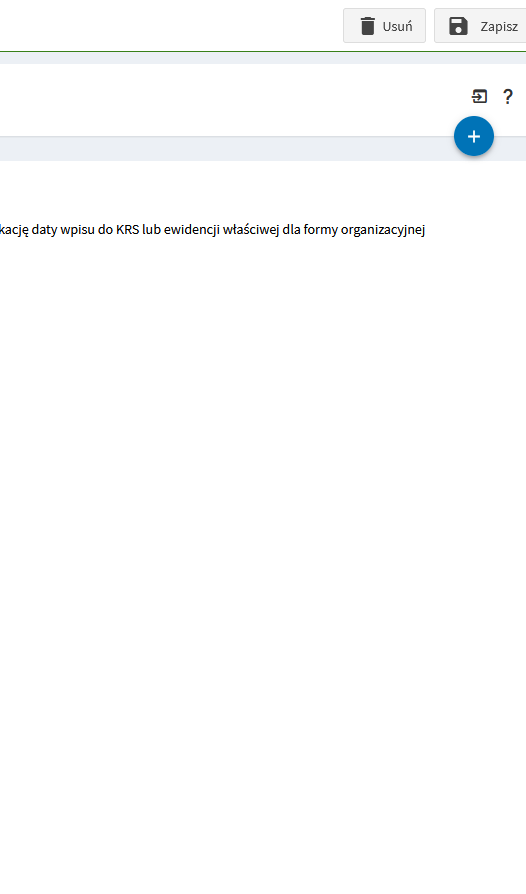 Usuń Zapisz
?
kację daty wpisu do KRS lub ewidencji właściwej dla formy organizacyjnej